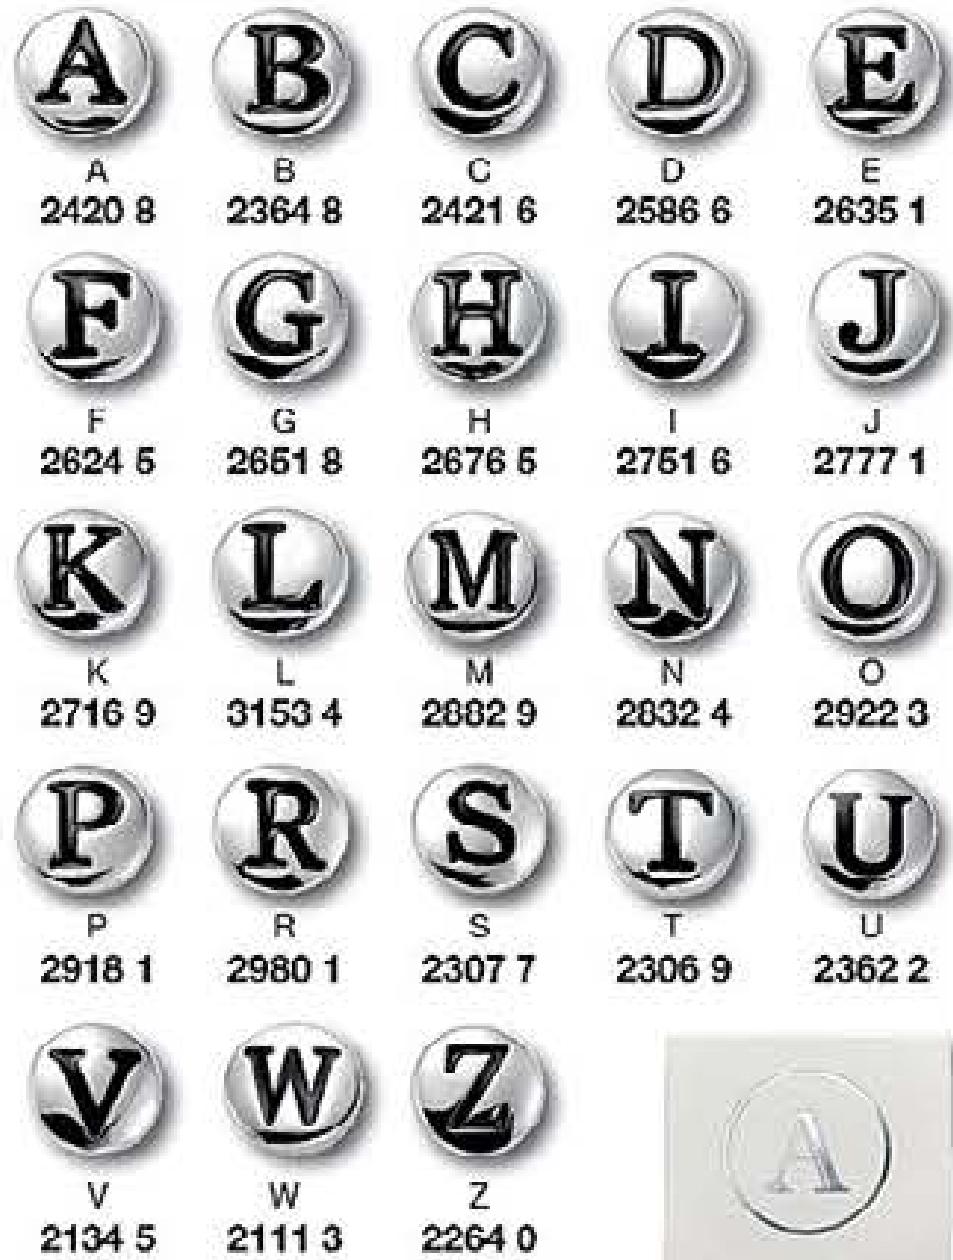 A B C D E
A B C D E
2420 8 2364 8 2421 6 2586 6 2635 1
F G H I J
F G H I J
2624 5 2651 8 2676 5 2751 6 2777 1
K L M N O
K L M N O
2716 9 3153 4 2882 9 2832 4 2922 3
P R S T U
P R S T U
2918 1 2980 1 2307 7 2306 9 2362 2
V W Z
V W Z A
2134 5 2111 3 2264 0